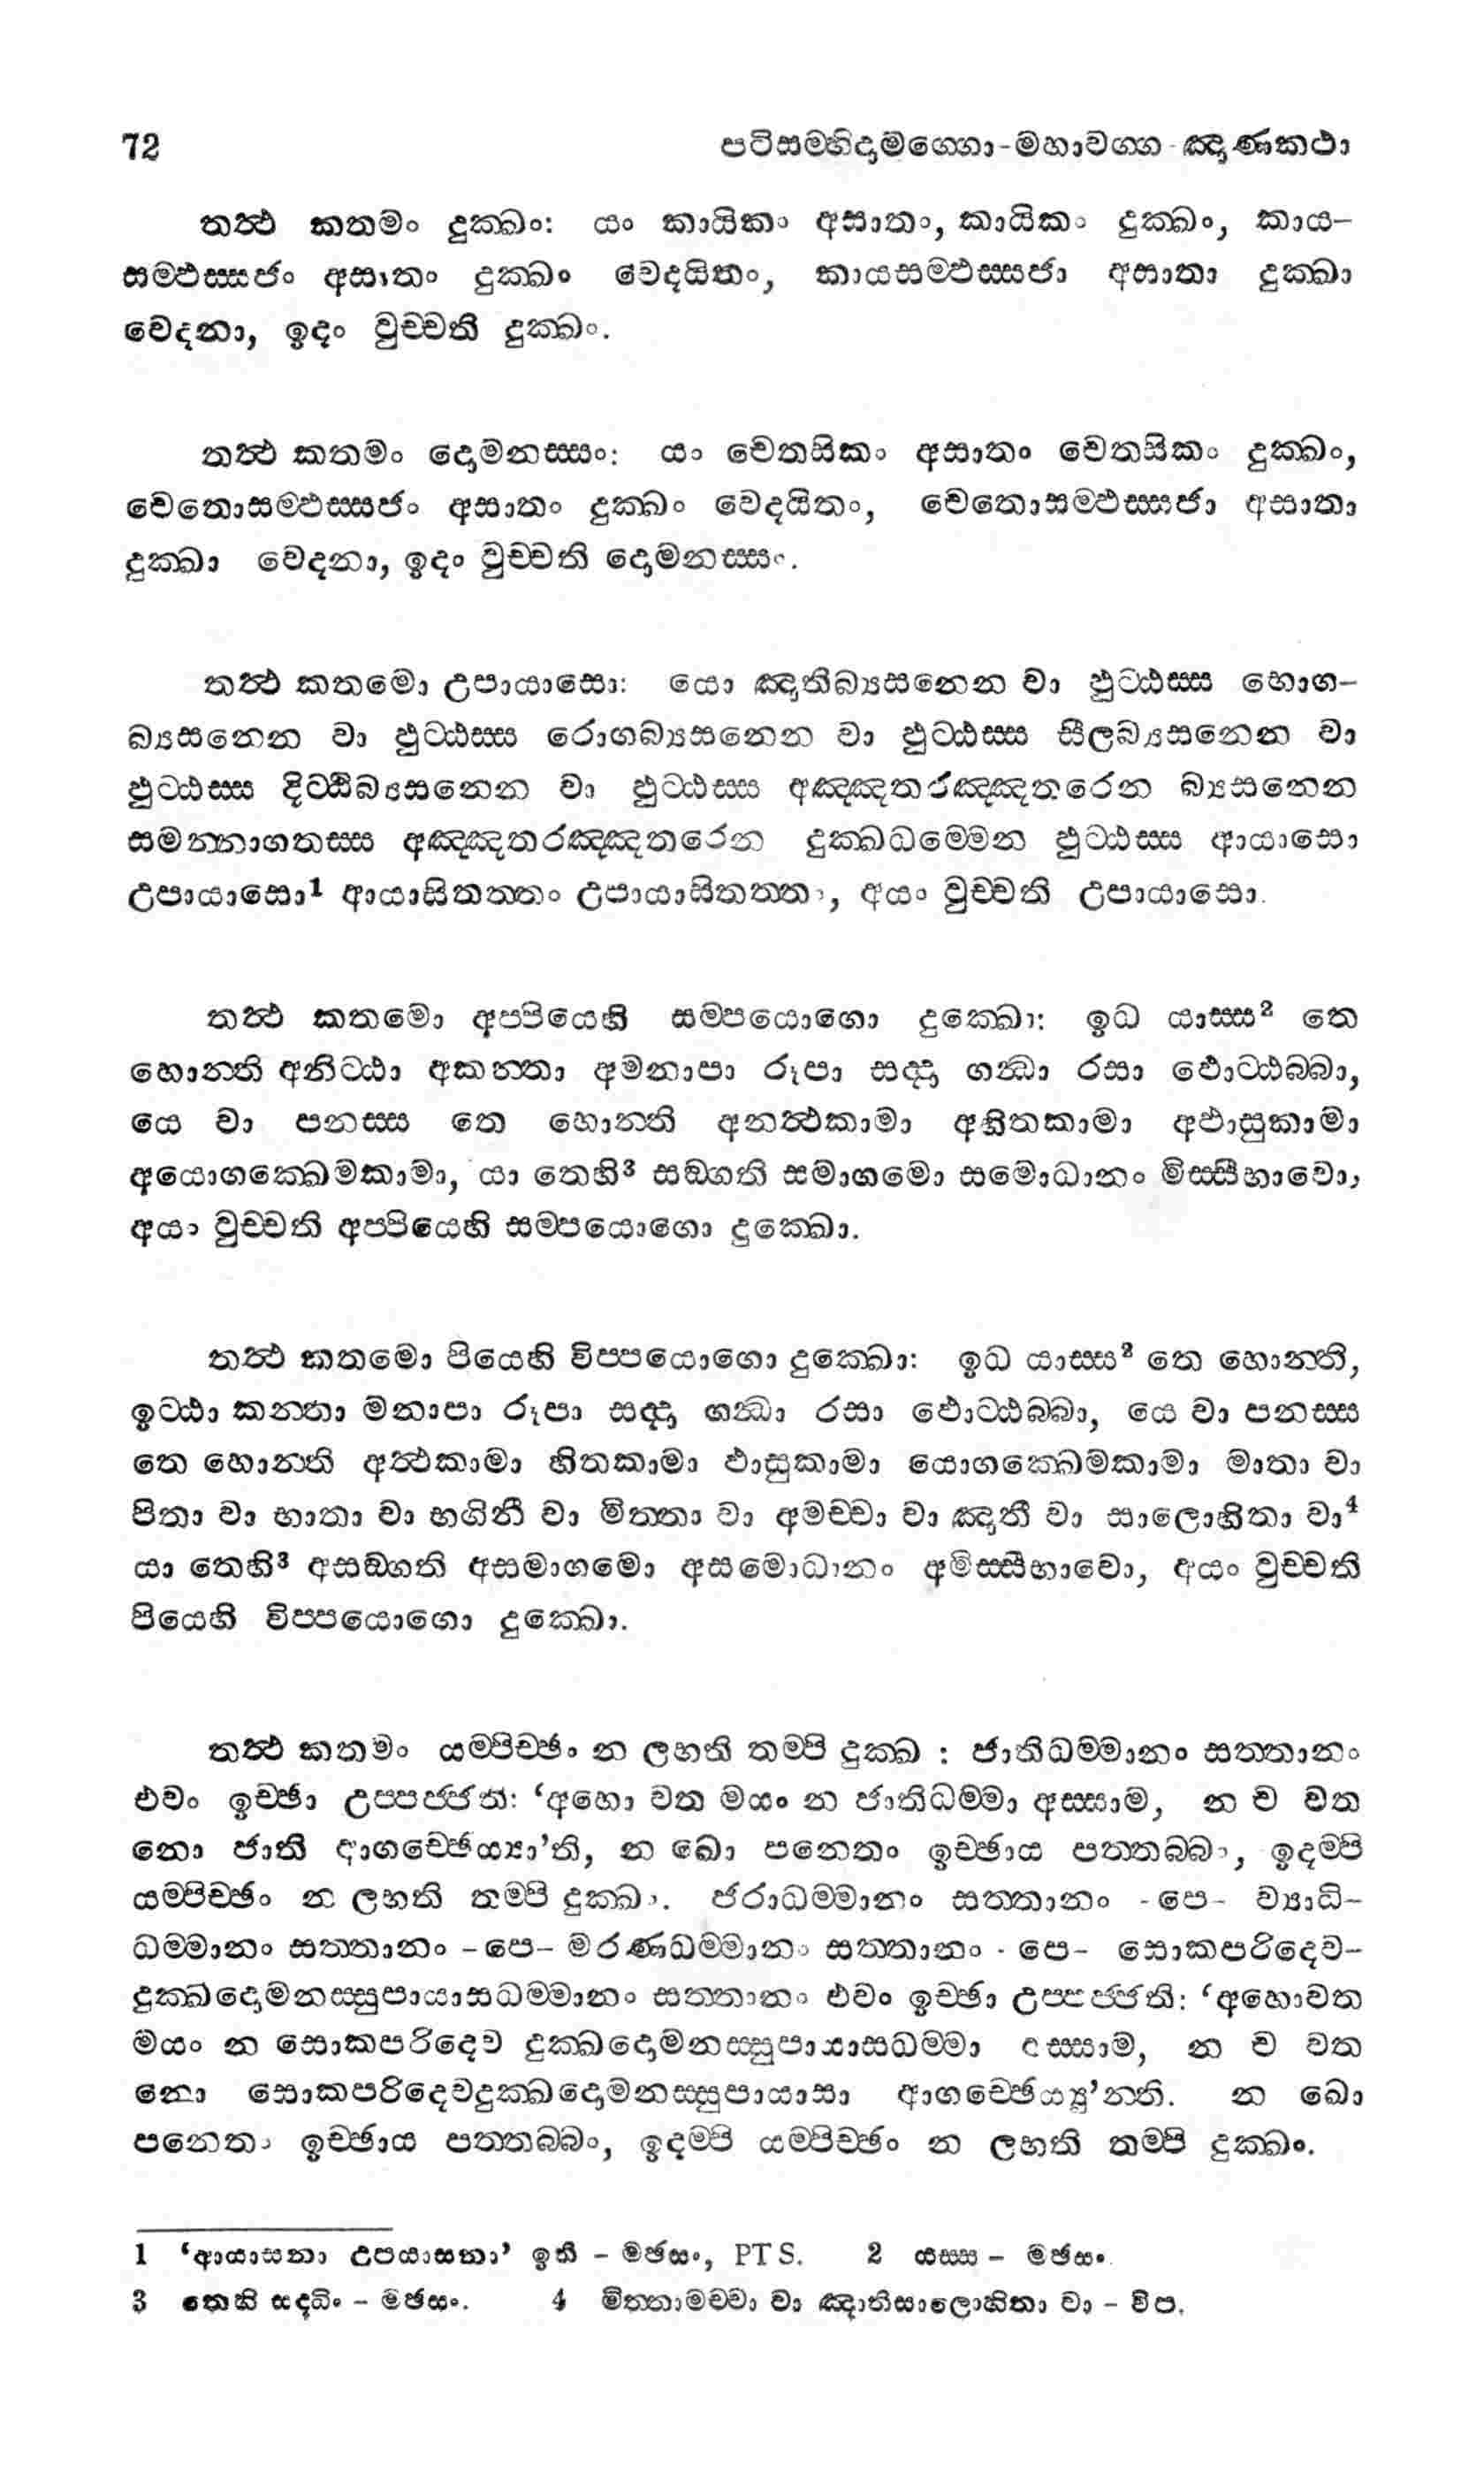 72 පටිසම්භිදාමග්ගො-මහාවග්ග - ඤාණකථා
තත්‍ථ කතමං දුක්ඛං: යං කායිකං අසාතං, කායිකං දුක්ඛං, කාය-
සම්ඵස්සජං අසාතං දුක්ඛං වෙදයිතං, කායසම්ඵස්සජා අසාතා දුක්ඛා
වෙදනා, ඉදං වුච්චති දුක්ඛං.
තත්‍ථ කතමං දොමනස්සං: යං චෙතසිකං අසාතං චෙතසිකං දුක්ඛං,
චෙතොසම්ඵස්සජං අසාතං දුක්ඛං වෙදයිතං, චෙතොසම්ඵස්සජා අසාතා
දුක්ඛා වෙදනා, ඉදං වුච්චති දොමනස්සං.
තත්‍ථ කතමො උපායාසො: යො ඤාතිබ්‍යසනෙන වා ඵුට්ඨස්ස භොග-
බ්‍යසනෙන වා ඵුට්ඨස්ස රොගබ්‍යසනෙන වා ඵුට්ඨස්ස සීලබ්‍යසනෙන වා
ඵුට්ඨස්ස දිට්ඨිබ්‍යසනෙන වා ඵුට්ඨස්ස අඤ්ඤතරඤ්ඤතරෙන බ්‍යසනෙන
සමන්නාගතස්ස අඤ්ඤතරඤ්ඤතරෙන දුක්ඛධම්මෙන ඵුට්ඨස්ස ආයාසො
උපායාසො1 ආයාසිතත්තං උපායාසිතත්තං, අයං වුච්චති උපායාසො.
තත්‍ථ කතමො අප්පියෙහි සම්පයොගො දුක්ඛො: ඉධ යාස්ස2 තෙ
හොන්ති අනිට්ඨා අකන්තා අමනාපා රූපා සද්දා ගන්‍ධා රසා ඵොට්ඨබ්බා,
යෙ වා පනස්ස තෙ හොන්ති අනත්‍ථකාමා අහිතකාමා අඵාසුකාමා
අයොගක්ඛෙමකාමා, යා තෙහි3 සඞ්ගති සමාගමො සමොධානං මිස්සීභාවො,
අයං වුච්චති අප්පියෙහි සම්පයොගො දුක්ඛො.
තත්‍ථ කතමො පියෙහි විප්පයොගො දුක්ඛො: ඉධ යාස්ස2 තෙ හොන්ති,
ඉට්ඨා කන්තා මනාපා රූපා සද්දා ගන්‍ධා රසා ඵොට්ඨබ්බා, යෙ වා පනස්ස
තෙ හොන්ති අත්‍ථකාමා හිතකාමා ඵාසුකාමා යොගක්ඛෙමකාමා මාතා වා
පිතා වා භාතා වා භගිනී වා මිත්තා වා අමච්චා වා ඤාතී වා සාලොහිතා වා4
යා තෙහි3 අසඞ්ගති අසමාගමො අසමොධානං අමිස්සීභාවො, අයං වුච්චති
පියෙහි විප්පයොගො දුක්ඛො.
තත්‍ථ කතමං යම්පිච්ඡං න ලභති තම්පි දුක්ඛං : ජාතිධම්මානං සත්තානං
එවං ඉච්ඡා උප්පජ්ජති: ‘අහො වත මයං න ජාතිධම්මා අස්සාම, න ච වත
නො ජාති ආගච්ඡෙය්‍යා’ති, න ඛො පනෙතං ඉච්ඡාය පත්තබ්බං, ඉදම්පි
යම්පිච්ඡං න ලභති තම්පි දුක්ඛං. ජරාධම්මානං සත්තානං -පෙ- ව්‍යාධි-
ධම්මානං සත්තානං -පෙ- මරණධම්මානං සත්තානං - පෙ- සොකපරිදෙව-
දුක්ඛදොමනස්සුපායාසධම්මානං සත්තානං එවං ඉච්ඡා උප්පජ්ජති: ‘අහොවත
මයං න සොකපරිදෙව දුක්ඛදොමනස්සුපායාසධම්මා අස්සාම, න ච වත
නො සොකපරිදෙවදුක්ඛදොමනස්සුපායාසා ආගච්ඡෙය්‍යු’න්ති. න ඛො
පනෙතං ඉච්ඡාය පත්තබ්බං, ඉදම්පි යම්පිච්ඡං න ලභති තම්පි දුක්ඛං.
1 ‘ආයාසනා උපයාසනා’ ඉති - මඡසං, PTS. 2 යස්ස - මඡසං.
3 තෙහි සද්ධිං - මඡසං. 4 මිත්තාමච්චා වා ඤාතිසාලොහිතා වා - විප.